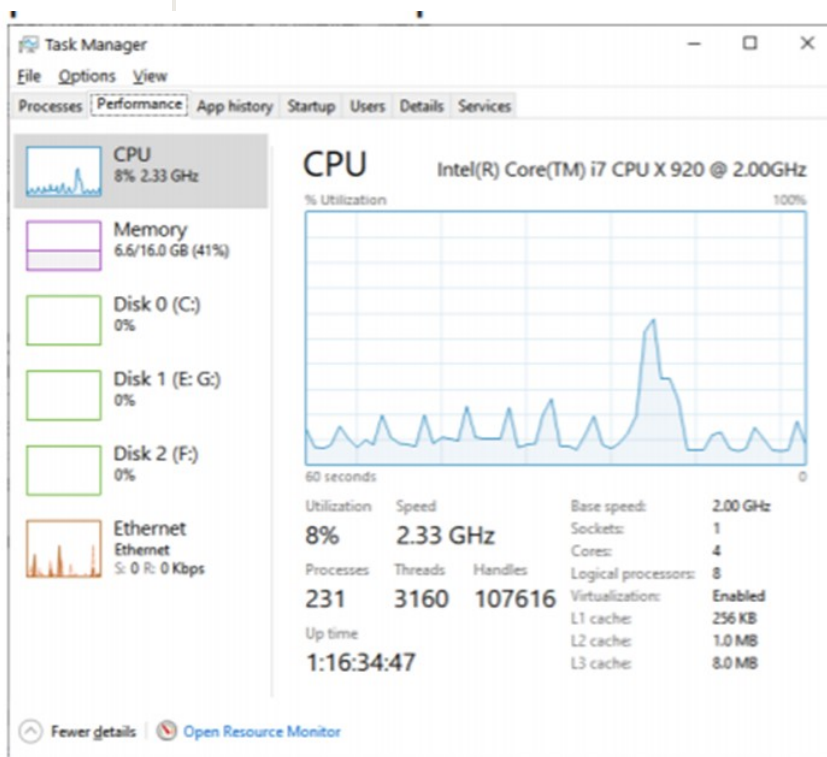 Task Manager
File Options View
Processes Performance App history Startup Users Details Services
CPU
8% 2.33 GHz
Memory
6.6/16.0 GB (41%)
Disk 0 (C:)
0%
Disk 1 (E: G:)
0%
Disk 2 (F:)
0%
Ethernet
Ethernet
S: 0 R: 0 Kbps
CPU Intel(R) Core(TM) i7 CPU X 920 @ 2.00GHz
% Utilization 100%
60 seconds 0
Utilization Speed
8% 2.33 GHz
Processes Threads Handles
231 3160 107616
Up time
1:16:34:47
Base speed: 2.00 GHz
Sockets: 1
Cores: 4
Logical processors: 8
Virtualization: Enabled
L1 cache: 256 KB
L2 cache: 1.0 MB
L3 cache: 8.0 MB
Fewer details Open Resource Monitor